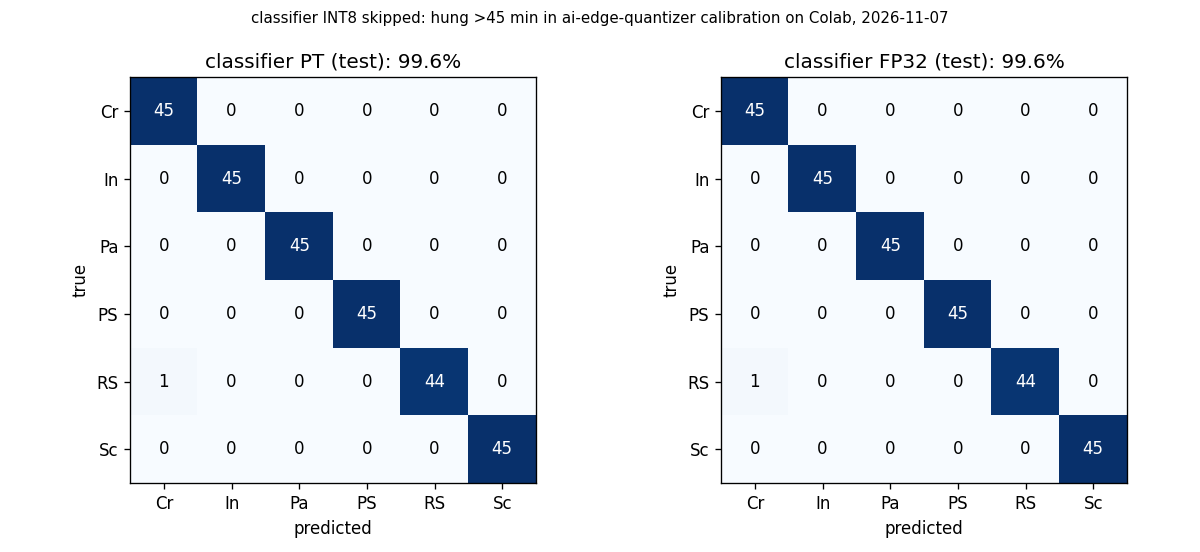 classifier INT8 skipped: hung >45 min in ai-edge-quantizer calibration on Colab, 2026-11-07
classifier PT (test): 99.6%
true
Cr 45 0 0 0 0 0
In 0 45 0 0 0 0
Pa 0 0 45 0 0 0
PS 0 0 0 45 0 0
RS 1 0 0 0 44 0
Sc 0 0 0 0 0 45
Cr In Pa PS RS Sc
predicted
classifier FP32 (test): 99.6%
true
Cr 45 0 0 0 0 0
In 0 45 0 0 0 0
Pa 0 0 45 0 0 0
PS 0 0 0 45 0 0
RS 1 0 0 0 44 0
Sc 0 0 0 0 0 45
Cr In Pa PS RS Sc
predicted